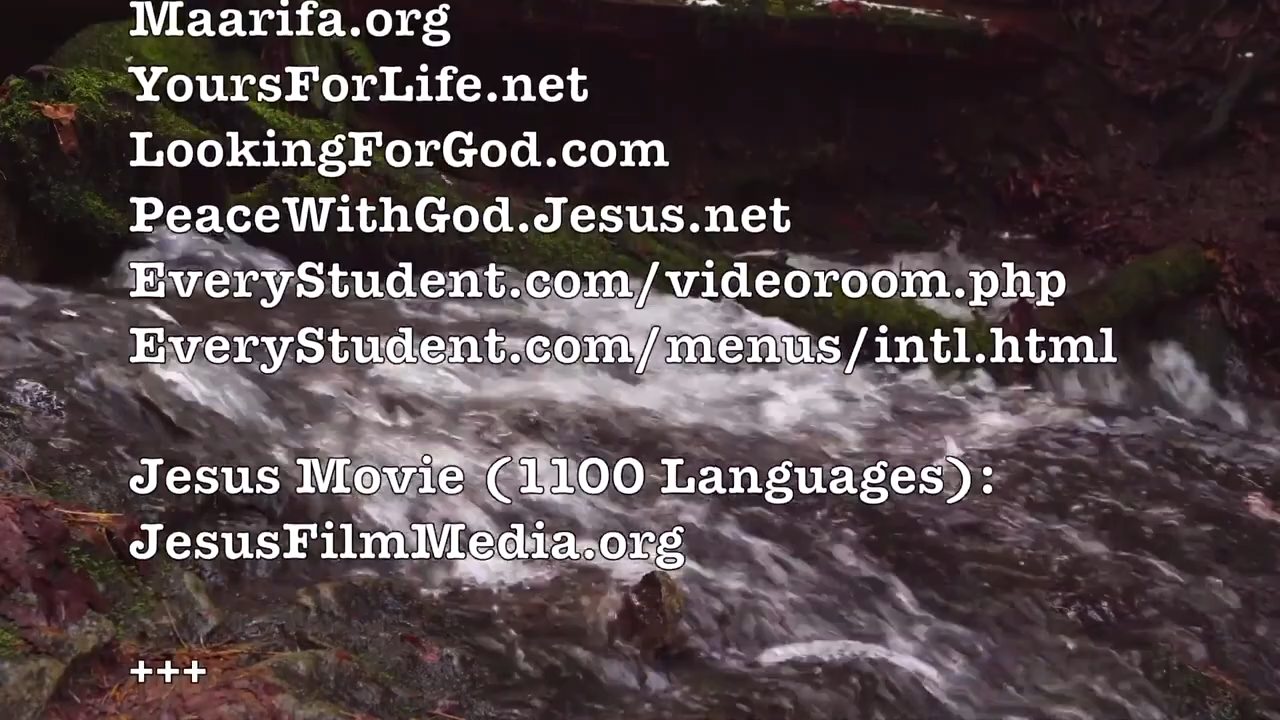 Maarifa.org
YoursForLife.net
LookingForGod.com
PeaceWithGod.Jesus.net
EveryStudent.com/videoroom.php
EveryStudent.com/menus/intl.html
Jesus Movie (1100 Languages):
JesusFilmMedia.org
+++